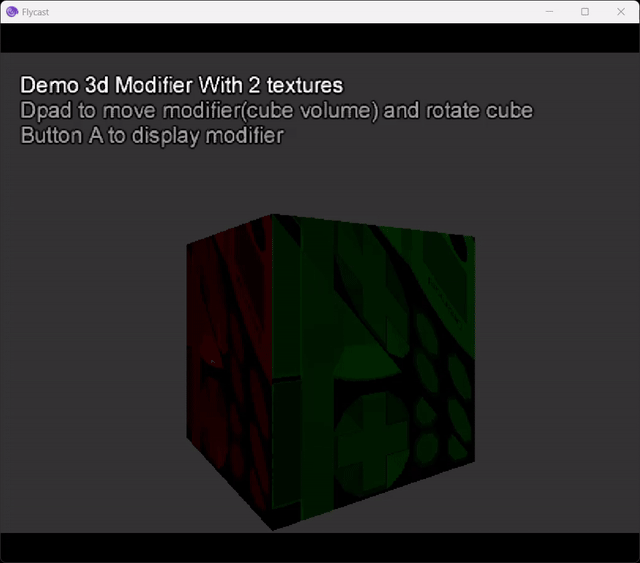 Flycast
Demo 3d Modifier With 2 textures
Dpad to move modifier(cube volume) and rotate cube
Button A to display modifier